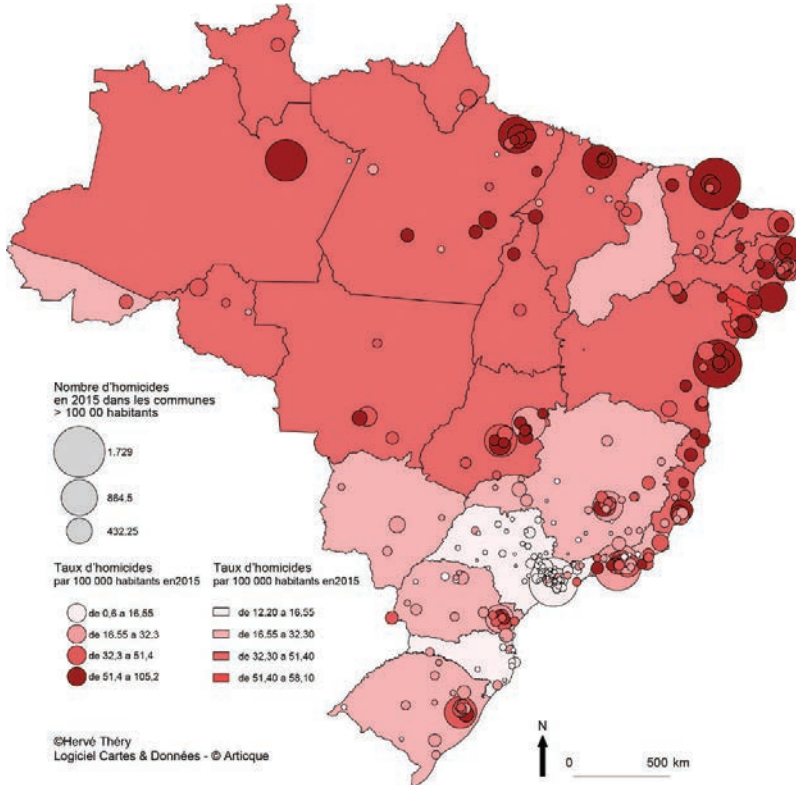 Nombre d'homicides
en 2015 dans les communes
> 100 00 habitants
1.729
864,5
432,25
Taux d'homicides
par 100 000 habitants en2015
de 0,6 a 16,55
de 16.55 a 32.3
de 32,3 a 51,4
de 51,4 a 105,2
Taux d'homicides
par 100 000 habitants en2015
de 12.20 a 16,55
de 16.55 a 32,30
de 32,30 a 51,40
de 51,40 a 58,10
©Hervé Théry
Logiciel Cartes & Données - © Articque
N
0 500 km